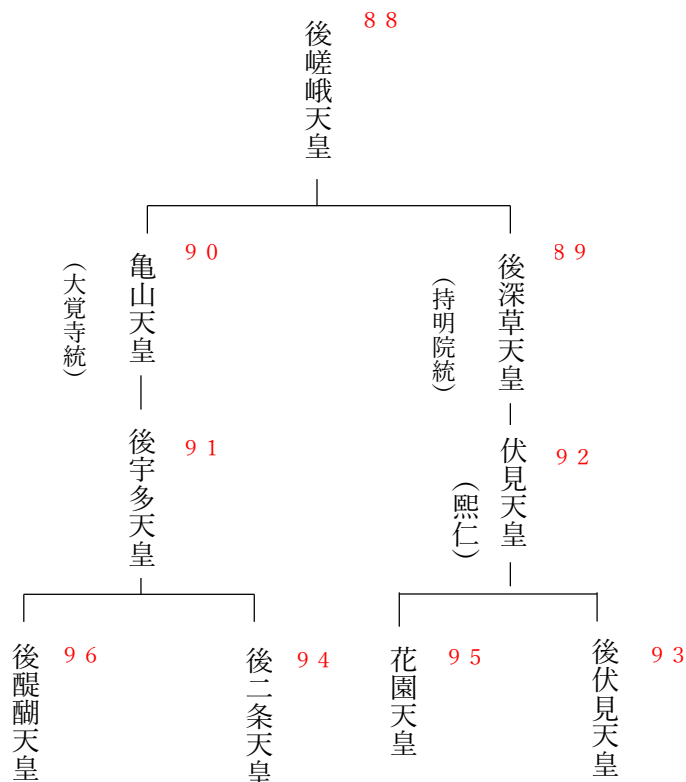 後嵯峨天皇
８８
後深草天皇
８９
（持明院統）
亀山天皇
９０
（大覚寺統）
伏見天皇
９２
（熙仁）
後宇多天皇
９１
後伏見天皇
９３
花園天皇
９５
後二条天皇
９４
後醍醐天皇
９６